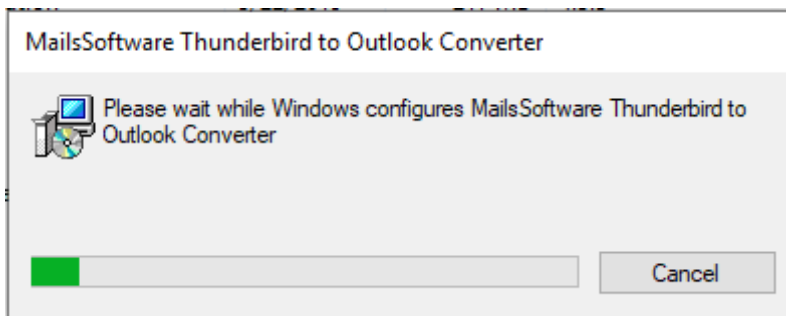 MailsSoftware Thunderbird to Outlook Converter
Please wait while Windows configures MailsSoftware Thunderbird to
Outlook Converter
Cancel